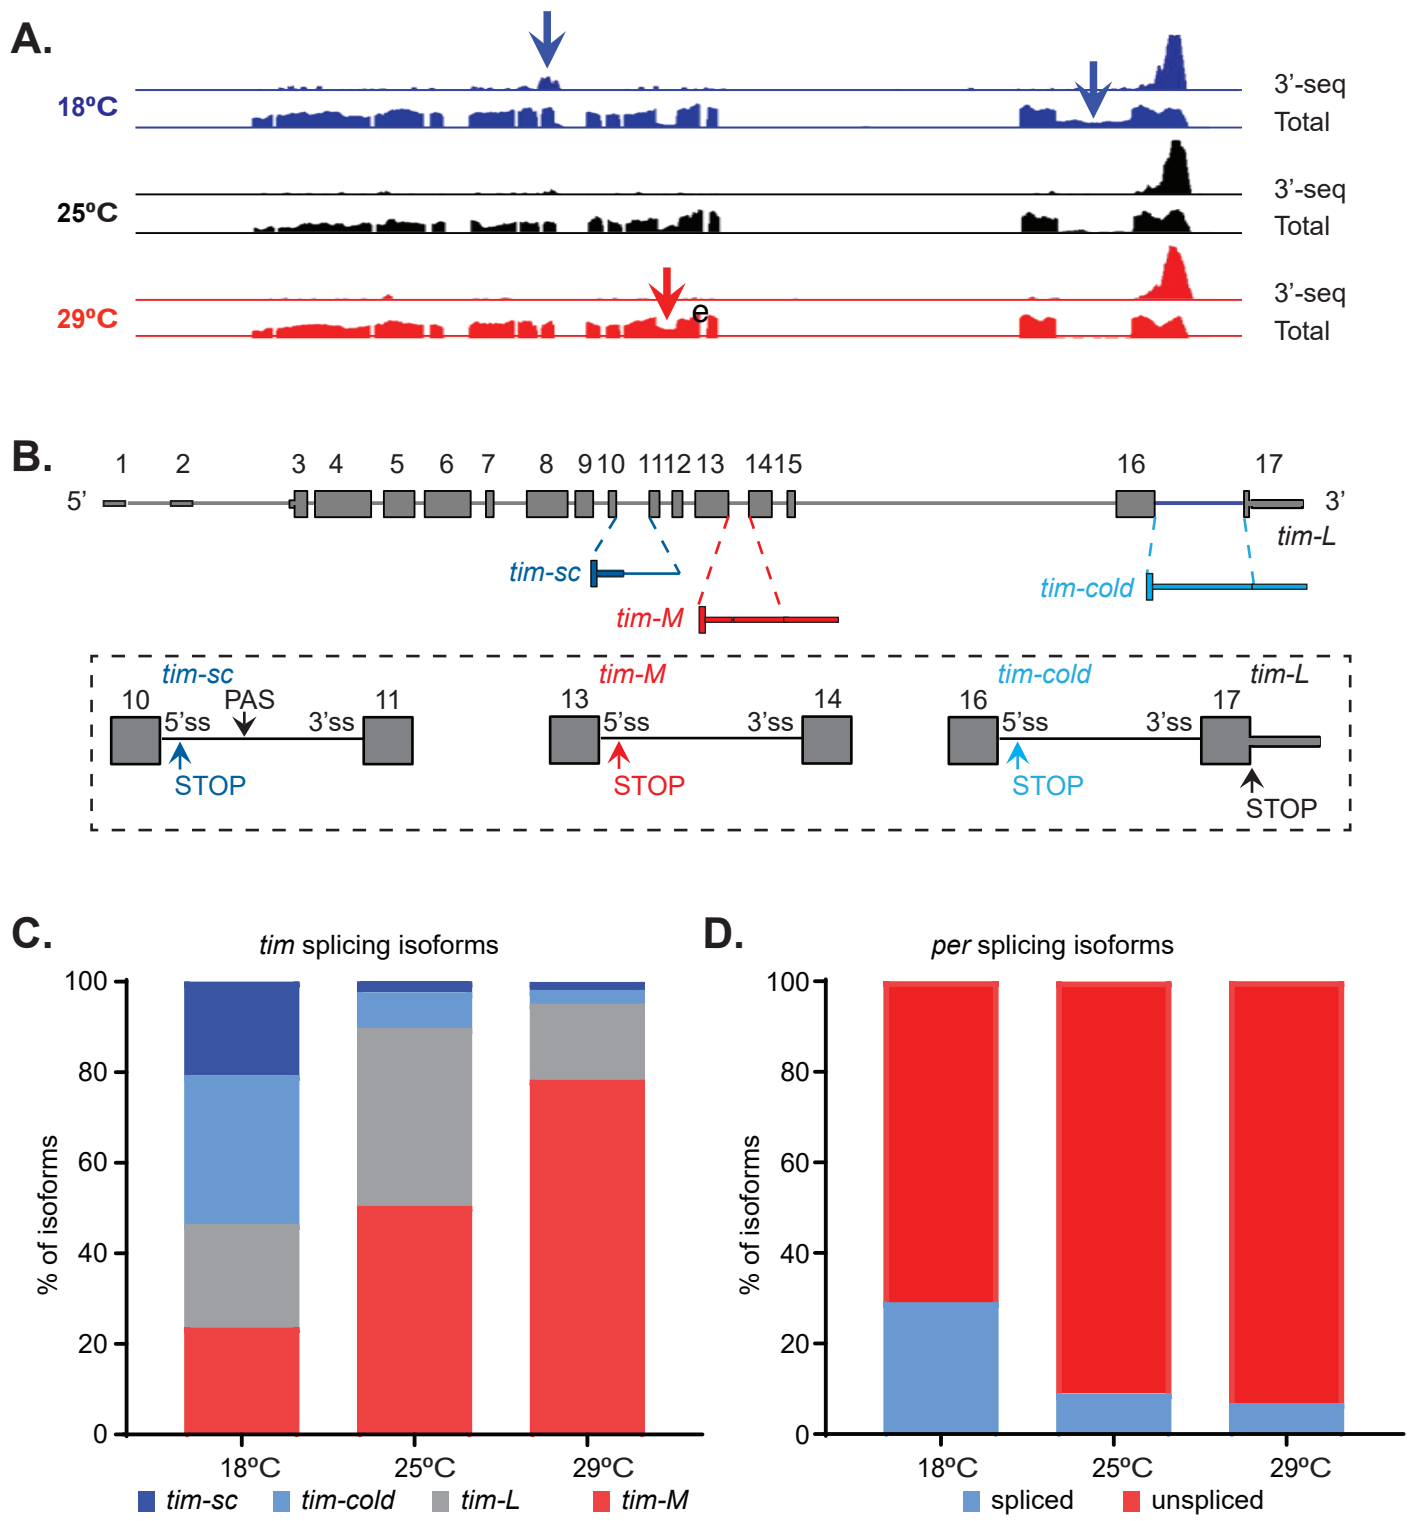 A.
3'-seq
18ºC
Total
3'-seq
25ºC
Total
3'-seq
e
29ºC
Total
B.
1 2 3 4 5 6 7 8 9 10 11 12 13 14 15 16 17
5' 3'
tim-L
tim-sc
tim-cold
tim-M
tim-sc tim-M tim-cold tim-L
10 PAS 11 13 14 16 17
5'ss 3'ss 5'ss 3'ss 5'ss 3'ss
STOP STOP STOP
STOP
C.
tim splicing isoforms
% of isoforms
100
80
60
40
20
0
18ºC 25ºC 29ºC
tim-sc tim-cold tim-L tim-M
D.
per splicing isoforms
% of isoforms
100
80
60
40
20
0
18ºC 25ºC 29ºC
spliced unspliced